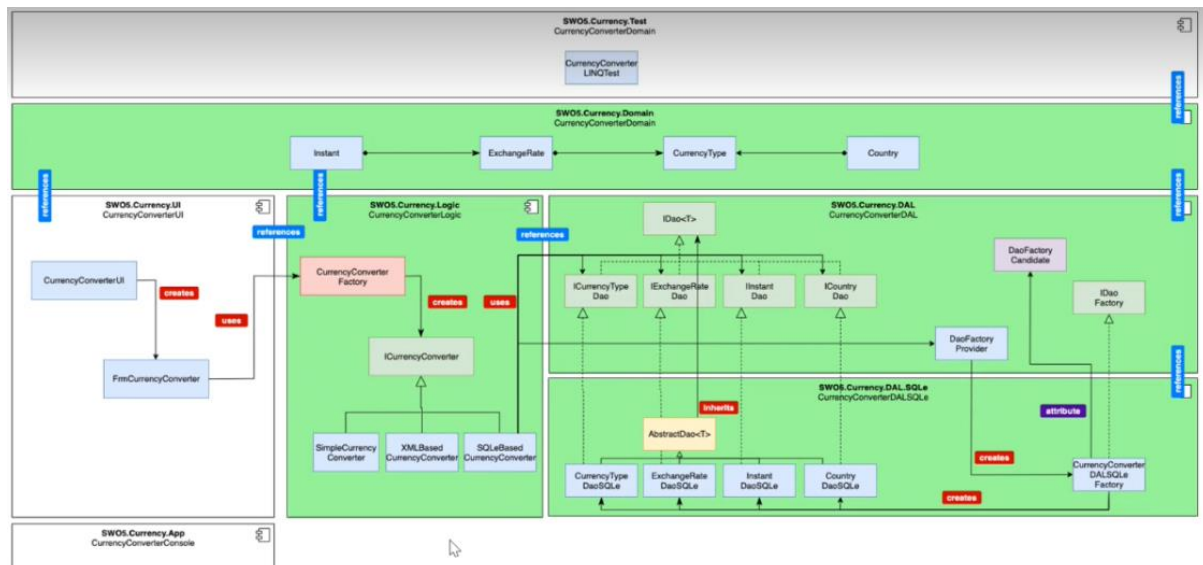 SWO5.Currency.Test
CurrencyConverterDomain
CurrencyConverter
LINQTest
references
SWO5.Currency.Domain
CurrencyConverterDomain
Instant
ExchangeRate
CurrencyType
Country
references
references
references
SWO5.Currency.UI
CurrencyConverterUI
CurrencyConverterUI
creates
uses
FrmCurrencyConverter
references
SWO5.Currency.Logic
CurrencyConverterLogic
CurrencyConverter
Factory
creates
uses
ICurrencyConverter
SimpleCurrency
Converter
XMLBased
CurrencyConverter
SQLeBased
CurrencyConverter
references
SWO5.Currency.DAL
CurrencyConverterDAL
IDao<T>
ICurrencyType
Dao
IExchangeRate
Dao
IInstant
Dao
ICountry
Dao
DaoFactory
Candidate
IDao
Factory
DaoFactory
Provider
references
SWO5.Currency.DAL.SQLe
CurrencyConverterDALSQLe
inherits
AbstractDao<T>
attribute
creates
CurrencyType
DaoSQLe
ExchangeRate
DaoSQLe
Instant
DaoSQLe
Country
DaoSQLe
CurrencyConverter
DALSQLe
Factory
creates
SWO5.Currency.App
CurrencyConverterConsole